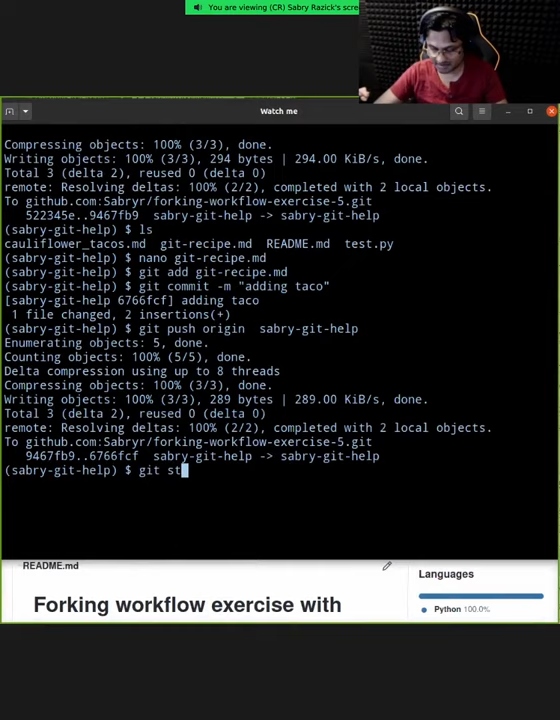 You are viewing (CR) Sabry Razick's scre
Watch me
Compressing objects: 100% (3/3), done.
Writing objects: 100% (3/3), 294 bytes | 294.00 KiB/s, done.
Total 3 (delta 2), reused 0 (delta 0)
remote: Resolving deltas: 100% (2/2), completed with 2 local objects.
To github.com:Sabryr/forking-workflow-exercise-5.git
   522345e..9467fb9  sabry-git-help -> sabry-git-help
(sabry-git-help) $ ls
cauliflower_tacos.md  git-recipe.md  README.md  test.py
(sabry-git-help) $ nano git-recipe.md
(sabry-git-help) $ git add git-recipe.md
(sabry-git-help) $ git commit -m "adding taco"
[sabry-git-help 6766fcf] adding taco
 1 file changed, 2 insertions(+)
(sabry-git-help) $ git push origin  sabry-git-help
Enumerating objects: 5, done.
Counting objects: 100% (5/5), done.
Delta compression using up to 8 threads
Compressing objects: 100% (3/3), done.
Writing objects: 100% (3/3), 289 bytes | 289.00 KiB/s, done.
Total 3 (delta 2), reused 0 (delta 0)
remote: Resolving deltas: 100% (2/2), completed with 2 local objects.
To github.com:Sabryr/forking-workflow-exercise-5.git
   9467fb9..6766fcf  sabry-git-help -> sabry-git-help
(sabry-git-help) $ git st
README.md
Forking workflow exercise with
Languages
Python 100.0%